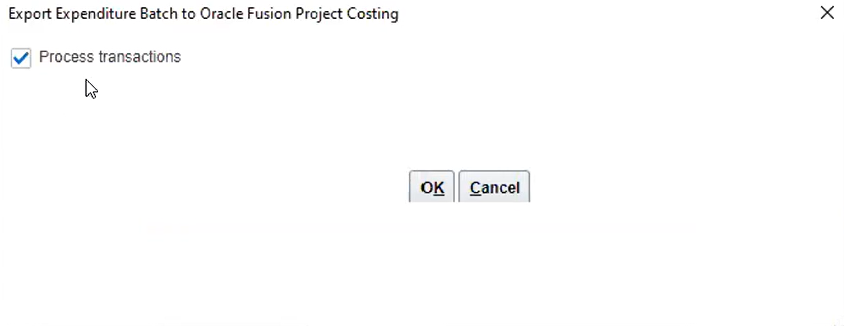 Export Expenditure Batch to Oracle Fusion Project Costing
Process transactions
OK Cancel